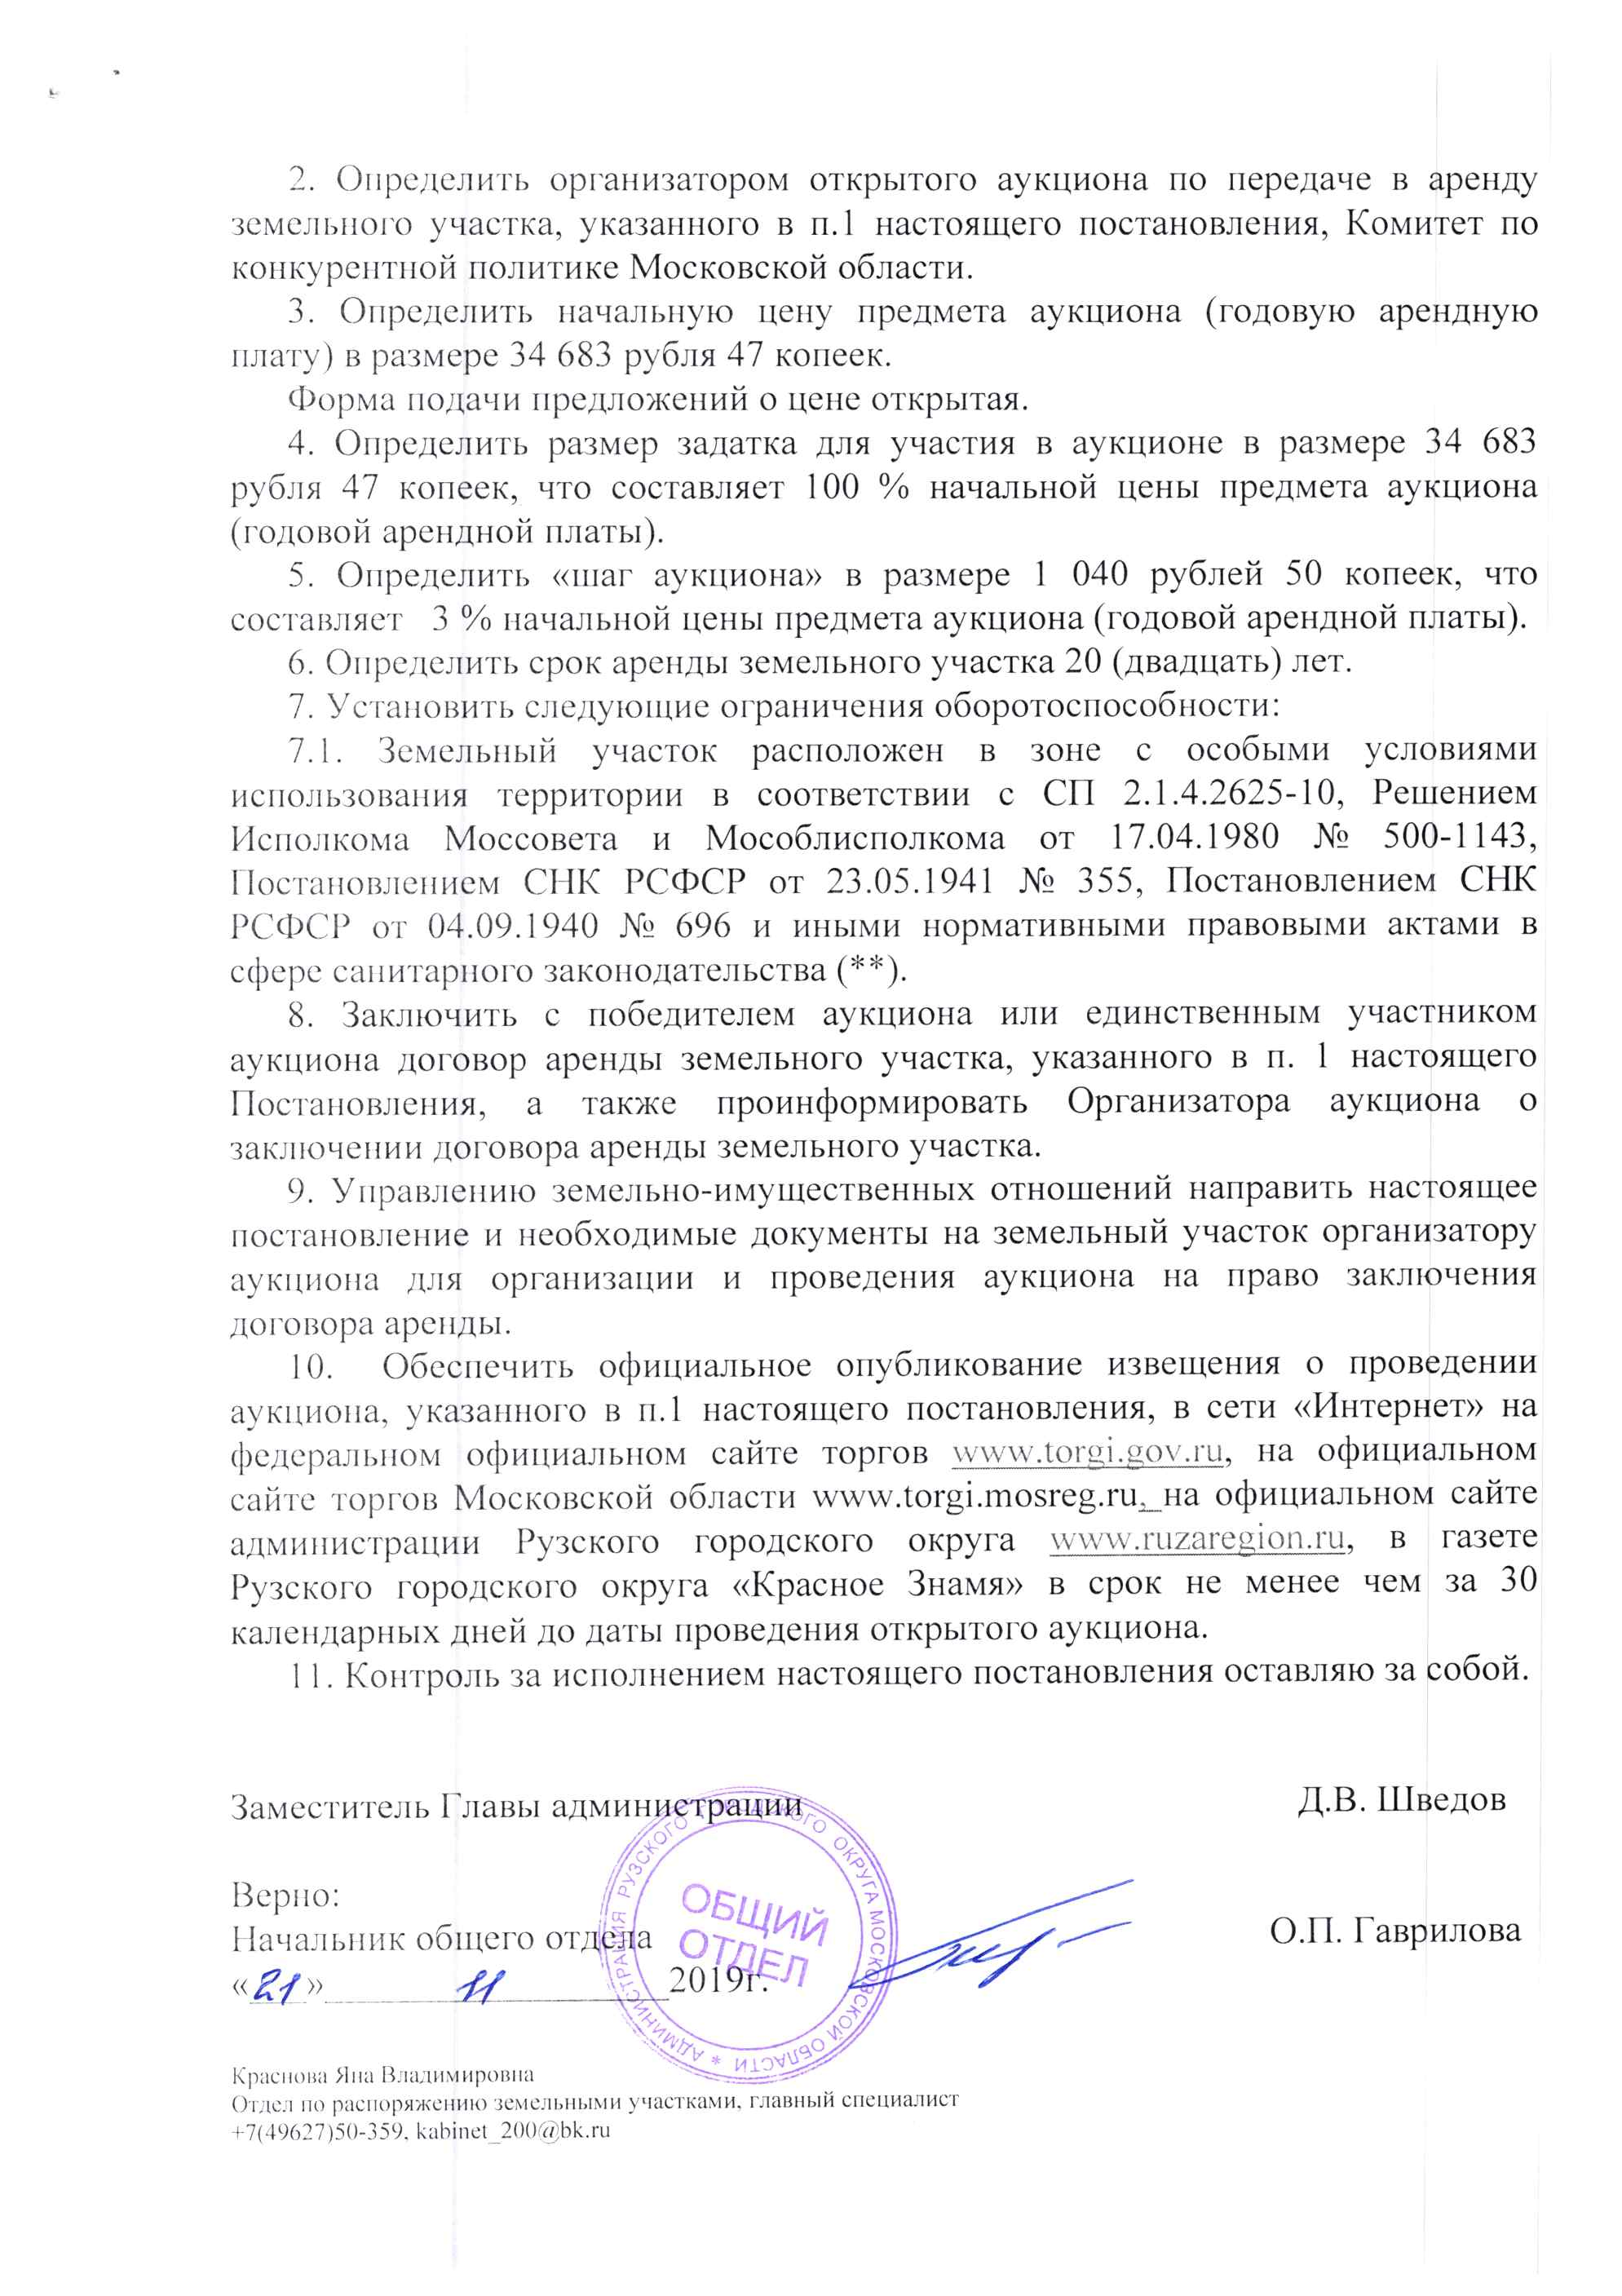 2. Определить организатором открытого аукциона по передаче в аренду
земельного участка, указанного в п.1 настоящего постановления, Комитет по
конкурентной политике Московской области.
3. Определить начальную цену предмета аукциона (годовую арендную
плату) в размере 34 683 рубля 47 копеек.
Форма подачи предложений о цене открытая.
4. Определить размер задатка для участия в аукционе в размере 34 683
рубля 47 копеек, что составляет 100 % начальной цены предмета аукциона
(годовой арендной платы).
5. Определить «шаг аукциона» в размере 1 040 рублей 50 копеек, что
составляет 3 % начальной цены предмета аукциона (годовой арендной платы).
6. Определить срок аренды земельного участка 20 (двадцать) лет.
7. Установить следующие ограничения оборотоспособности:
7.1. Земельный участок расположен в зоне с особыми условиями
использования территории в соответствии с СП 2.1.4.2625-10, Решением
Исполкома Моссовета и Мособлисполкома от 17.04.1980 № 500-1143,
Постановлением СНК РСФСР от 23.05.1941 № 355, Постановлением СНК
РСФСР от 04.09.1940 № 696 и иными нормативными правовыми актами в
сфере санитарного законодательства (**).
8. Заключить с победителем аукциона или единственным участником
аукциона договор аренды земельного участка, указанного в п. 1 настоящего
Постановления, а также проинформировать Организатора аукциона о
заключении договора аренды земельного участка.
9. Управлению земельно-имущественных отношений направить настоящее
постановление и необходимые документы на земельный участок организатору
аукциона для организации и проведения аукциона на право заключения
договора аренды.
10. Обеспечить официальное опубликование извещения о проведении
аукциона, указанного в п.1 настоящего постановления, в сети «Интернет» на
федеральном официальном сайте торгов www.torgi.gov.ru, на официальном
сайте торгов Московской области www.torgi.mosreg.ru, на официальном сайте
администрации Рузского городского округа www.ruzaregion.ru, в газете
Рузского городского округа «Красное Знамя» в срок не менее чем за 30
календарных дней до даты проведения открытого аукциона.
11. Контроль за исполнением настоящего постановления оставляю за собой.
Заместитель Главы администрации Д.В. Шведов
Верно:
Начальник общего отдела О.П. Гаврилова
«21» 11 2019г.
АДМИНИСТРАЦИЯ РУЗСКОГО ГОРОДСКОГО ОКРУГА МОСКОВСКОЙ ОБЛАСТИ *
ОБЩИЙ
ОТДЕЛ
Краснова Яна Владимировна
Отдел по распоряжению земельными участками, главный специалист
+7(49627)50-359, kabinet_200@bk.ru